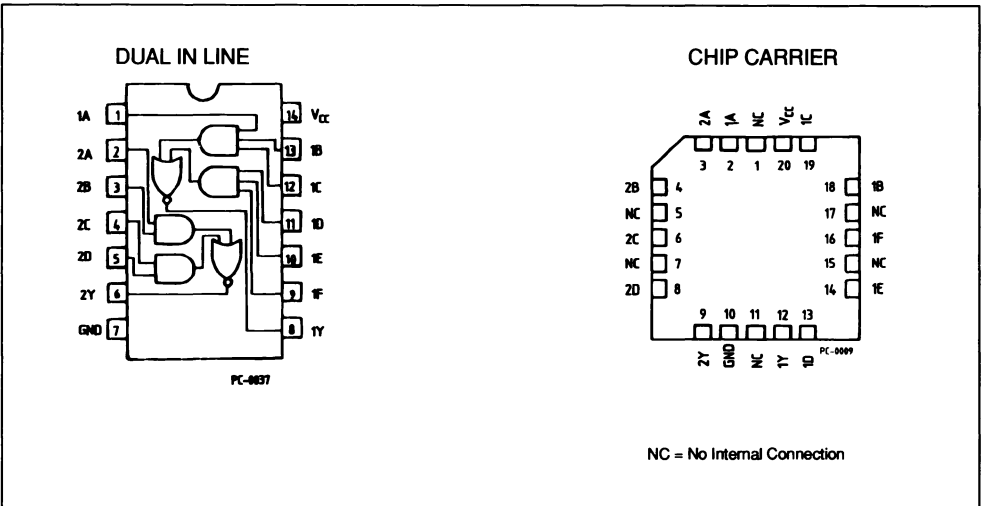 DUAL IN LINE
1A 1
2A 2
2B 3
2C 4
2D 5
2Y 6
GND 7
14 VCC
13 1B
12 1C
11 1D
10 1E
9 1F
8 1Y
PC-0037
CHIP CARRIER
2A 1A NC VCC 1C
3 2 1 20 19
2B 4
NC 5
2C 6
NC 7
2D 8
18 1B
17 NC
16 1F
15 NC
14 1E
9 10 11 12 13
2Y GND NC 1Y 1D
PC-0009
NC = No Internal Connection